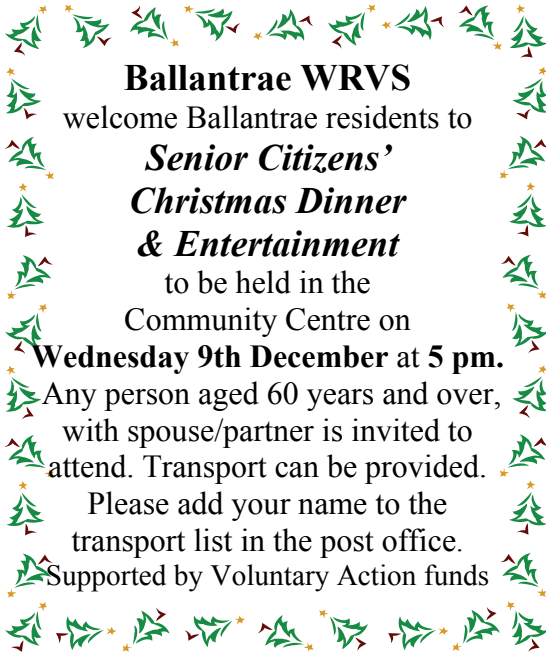 Ballantrae WRVS
welcome Ballantrae residents to
Senior Citizens’
Christmas Dinner
& Entertainment
to be held in the
Community Centre on
Wednesday 9th December at 5 pm.
Any person aged 60 years and over,
with spouse/partner is invited to
attend. Transport can be provided.
Please add your name to the
transport list in the post office.
Supported by Voluntary Action funds